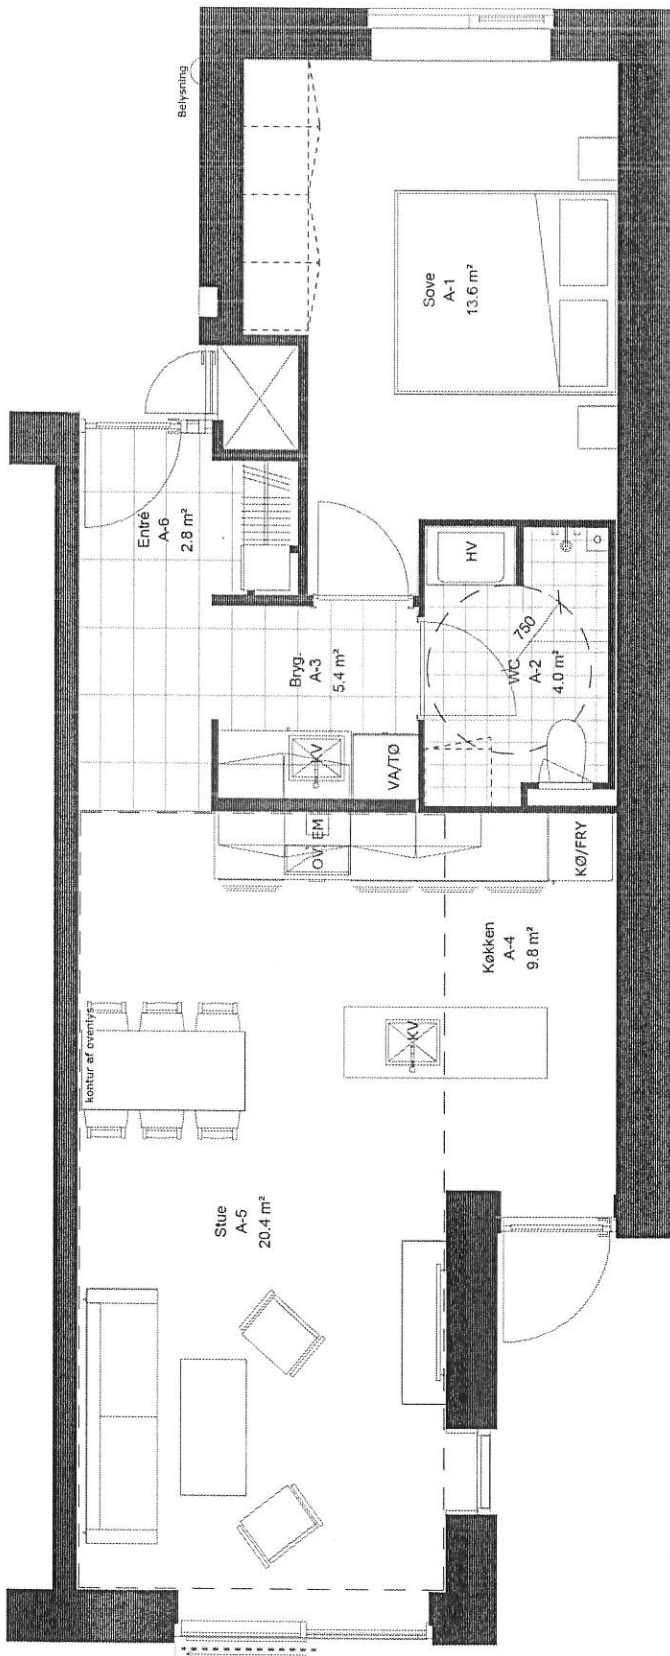 Belysning
Sove
A-1
13.6 m²
Entré
A-6
2.8 m²
HV
Bryg.
A-3
5.4 m²
750
WC
A-2
4.0 m²
KV
VA/TØ
OV
EM
KØ/FRY
Køkken
A-4
9.8 m²
KV
kontur af ovenlys
Stue
A-5
20.4 m²